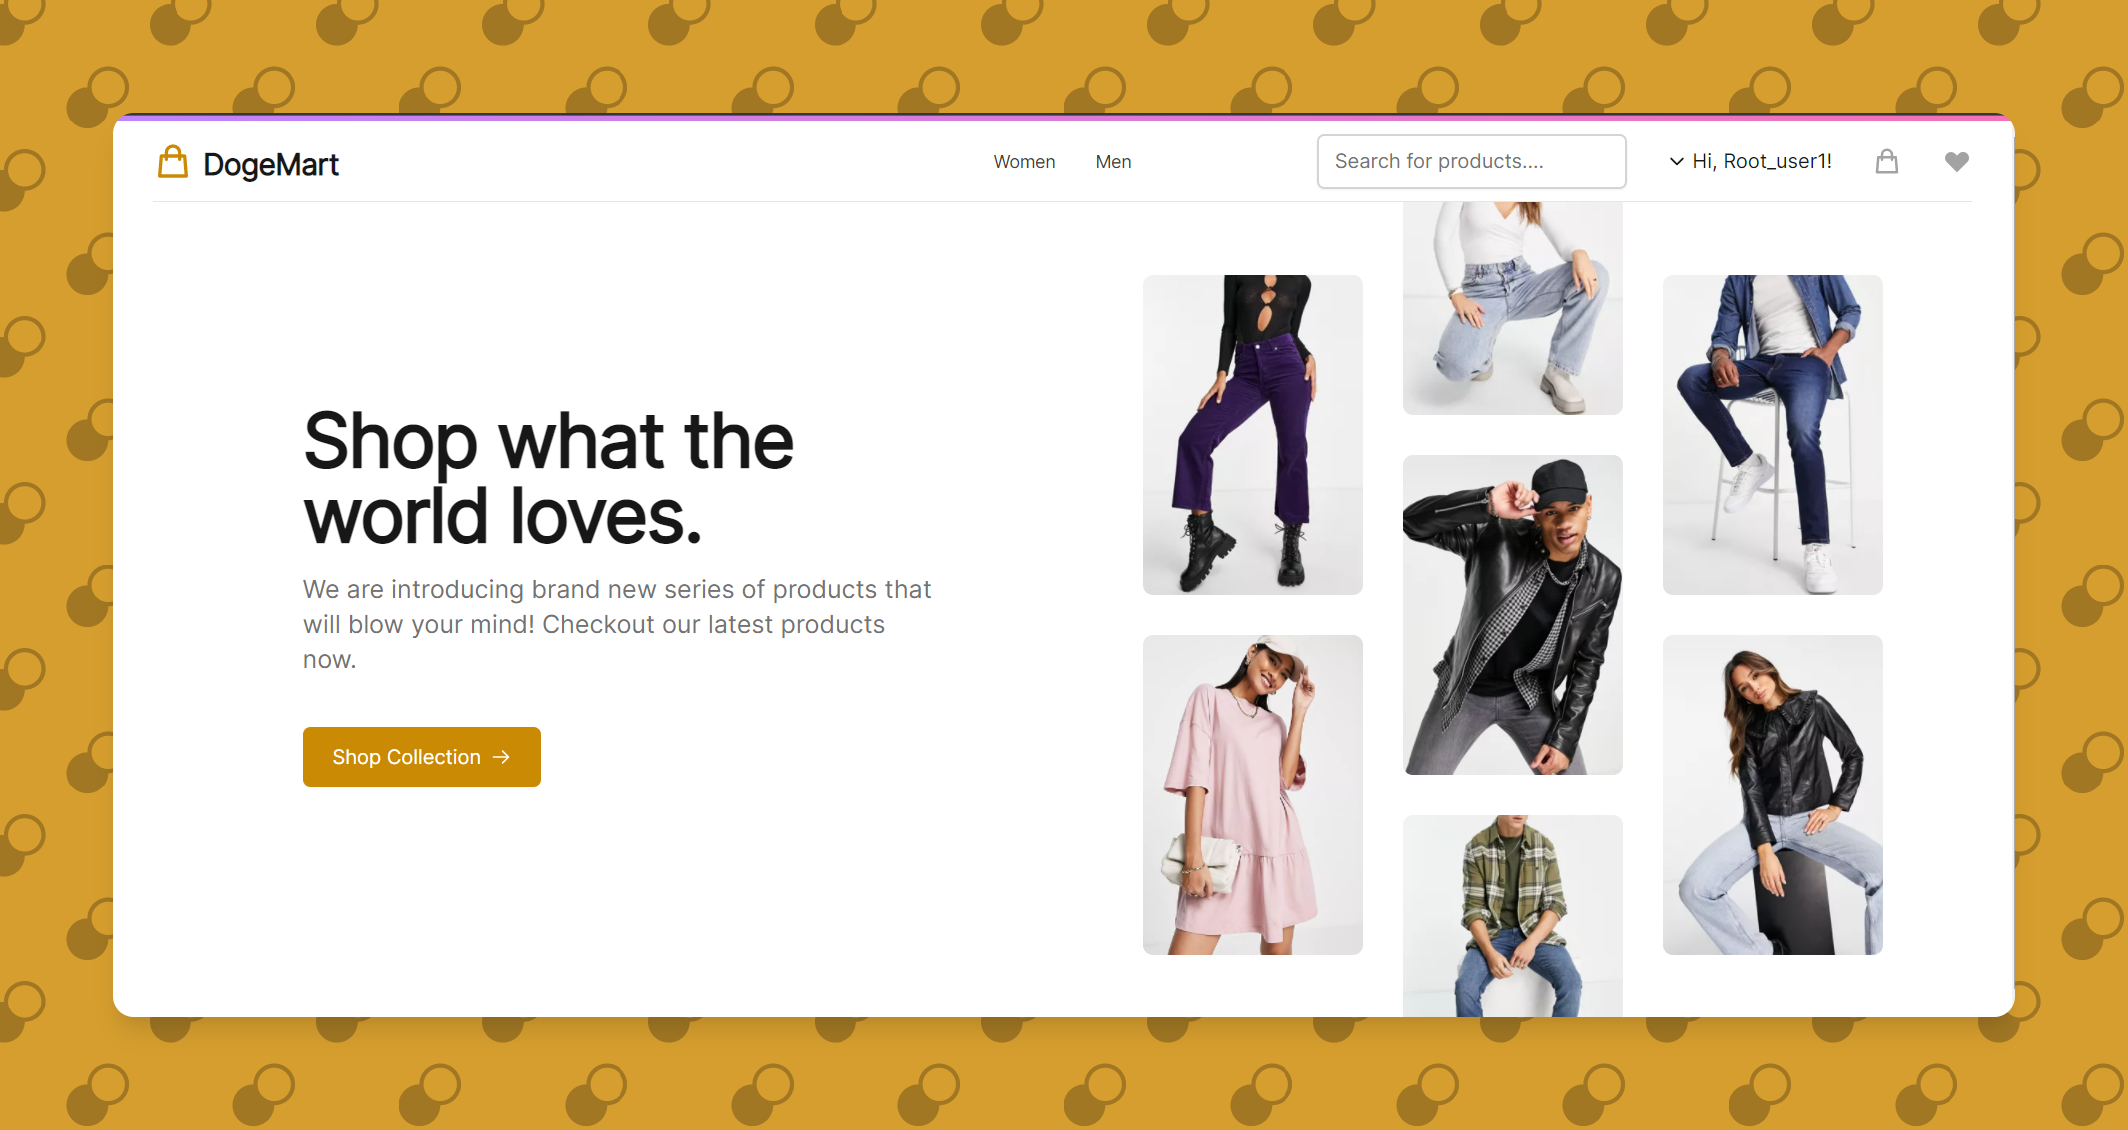 DogeMart
Women
Men
Search for products....
Hi, Root_user1!
Shop what the
world loves.
We are introducing brand new series of products that
will blow your mind! Checkout our latest products
now.
Shop Collection →